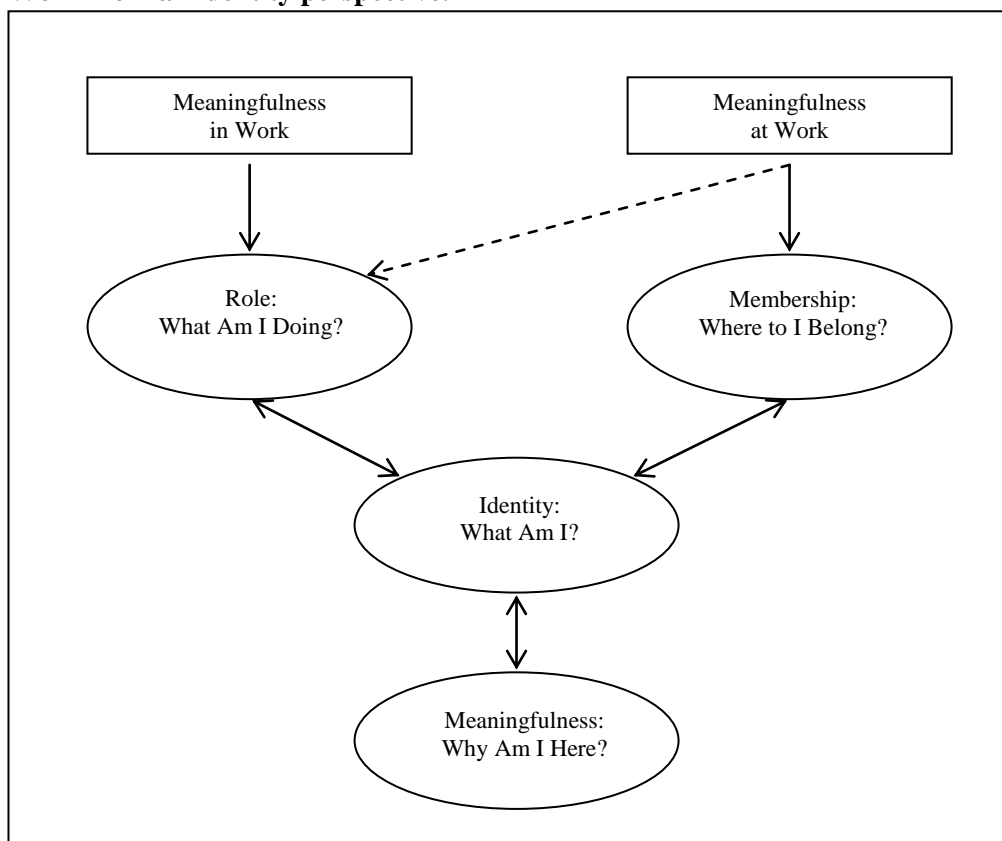 Meaningfulness
in Work
Meaningfulness
at Work
Role:
What Am I Doing?
Membership:
Where to I Belong?
Identity:
What Am I?
Meaningfulness:
Why Am I Here?